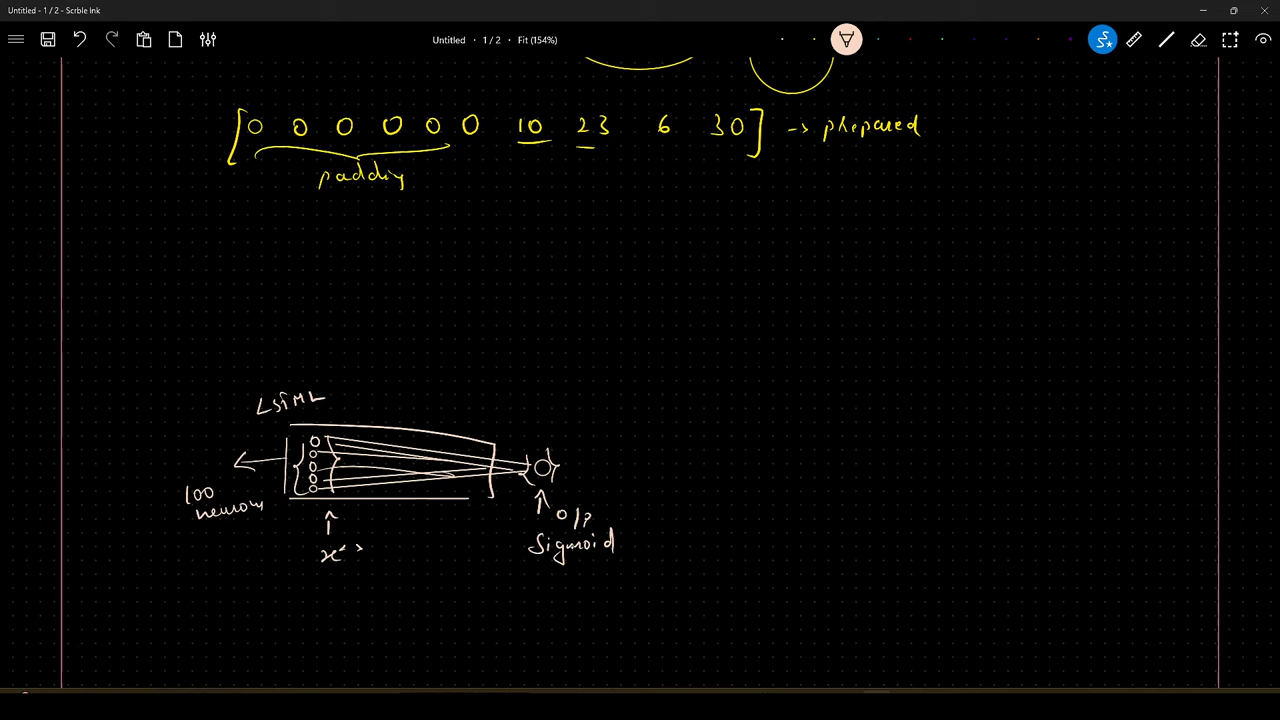 Untitled - 1 / 2 - Scrble Ink
Untitled • 1 / 2 • Fit (154%)
[0 0 0 0 0 0 10 23 6 30] → prepared
padding
LSTML
100
neurons
x<t>
O/P
Sigmoid